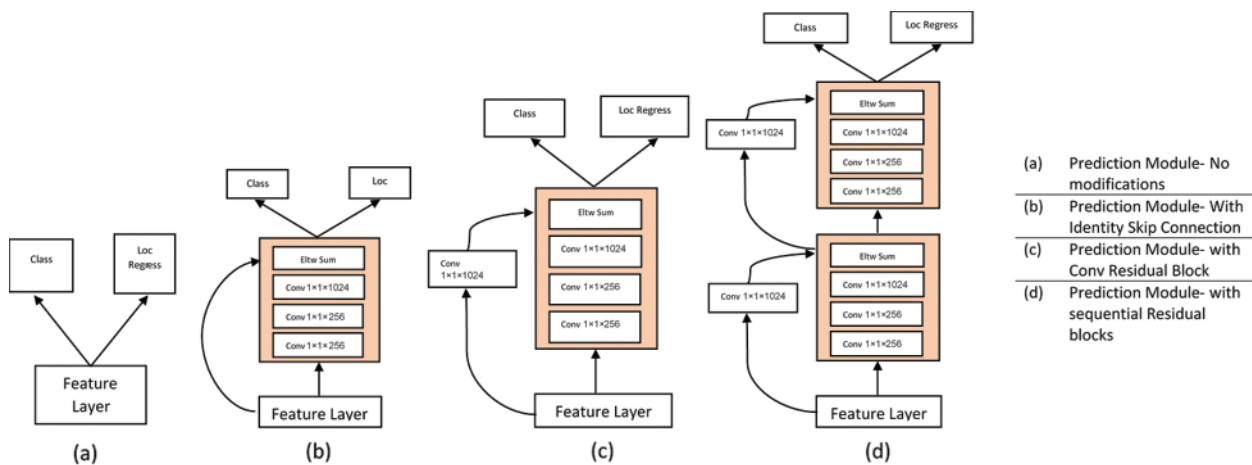 Class
Loc
Regress
Feature
Layer
(a)
Class
Loc
Eltw Sum
Conv 1×1×1024
Conv 1×1×256
Conv 1×1×256
Feature Layer
(b)
Class
Loc Regress
Eltw Sum
Conv 1×1×1024
Conv 1×1×256
Conv 1×1×256
Conv
1×1×1024
Feature Layer
(c)
Class
Loc Regress
Eltw Sum
Conv 1×1×1024
Conv 1×1×256
Conv 1×1×256
Conv 1×1×1024
Eltw Sum
Conv 1×1×1024
Conv 1×1×256
Conv 1×1×256
Conv 1×1×1024
Feature Layer
(d)
(a) Prediction Module- No
modifications
(b) Prediction Module- With
Identity Skip Connection
(c) Prediction Module- with
Conv Residual Block
(d) Prediction Module- with
sequential Residual
blocks